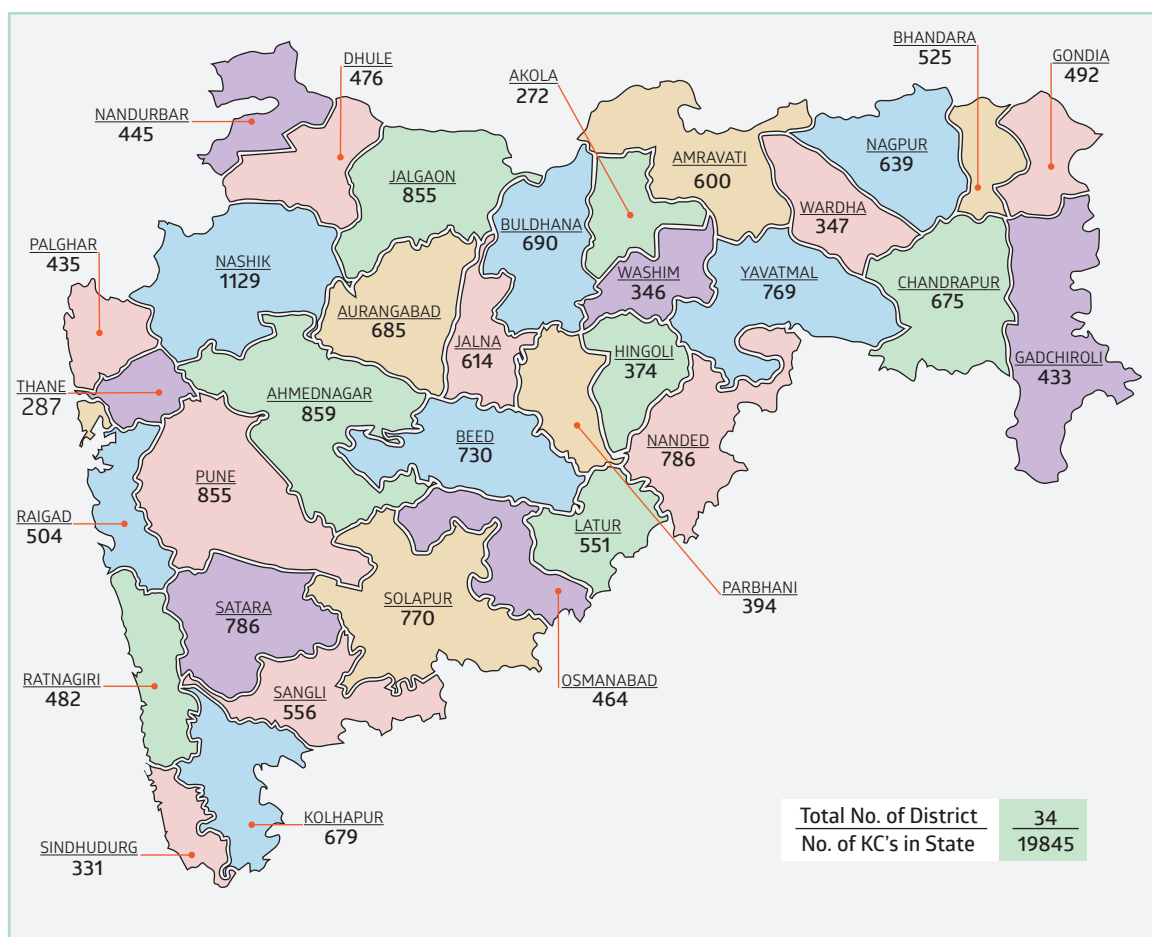 BHANDARA
525
GONDIA
492
DHULE
476
AKOLA
272
NANDURBAR
445
NAGPUR
639
AMRAVATI
600
JALGAON
855
WARDHA
347
BULDHANA
690
PALGHAR
435
NASHIK
1129
WASHIM
346
YAVATMAL
769
CHANDRAPUR
675
AURANGABAD
685
JALNA
614
HINGOLI
374
GADCHIROLI
433
THANE
287
AHMEDNAGAR
859
BEED
730
NANDED
786
PUNE
855
RAIGAD
504
LATUR
551
PARBHANI
394
SATARA
786
SOLAPUR
770
RATNAGIRI
482
OSMANABAD
464
SANGLI
556
KOLHAPUR
679
SINDHUDURG
331
Total No. of District 34
No. of KC's in State 19845